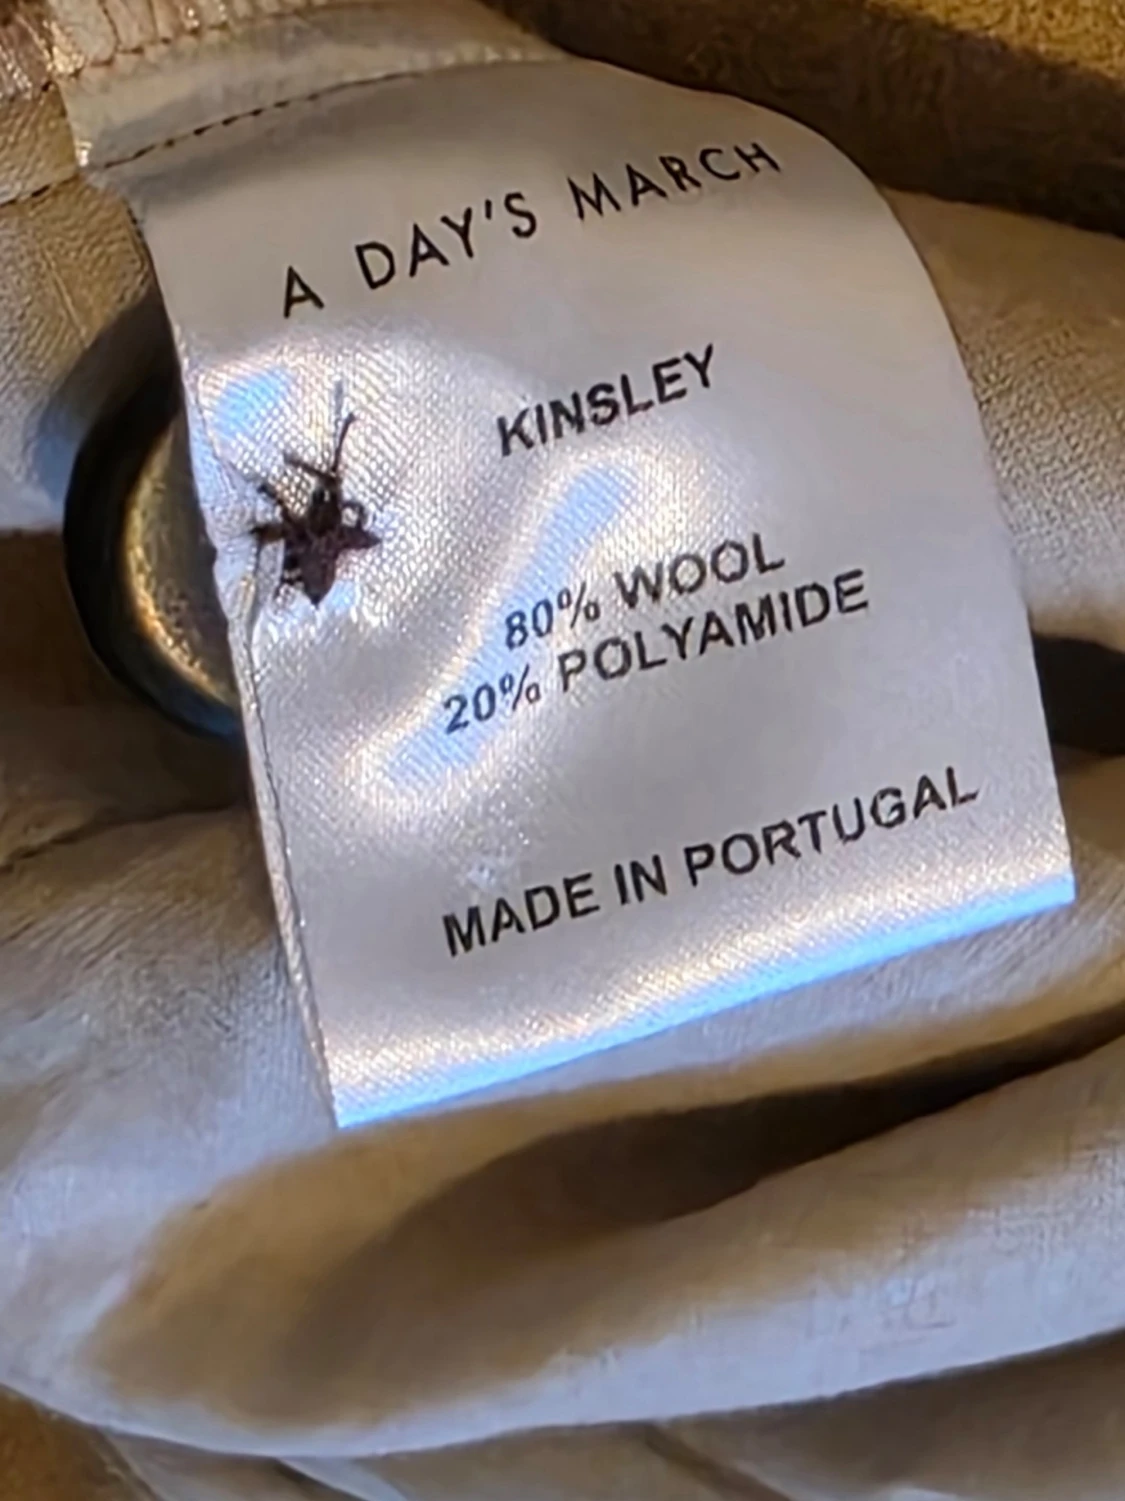 A DAY'S MARCH
KINSLEY
80% WOOL
20% POLYAMIDE
MADE IN PORTUGAL